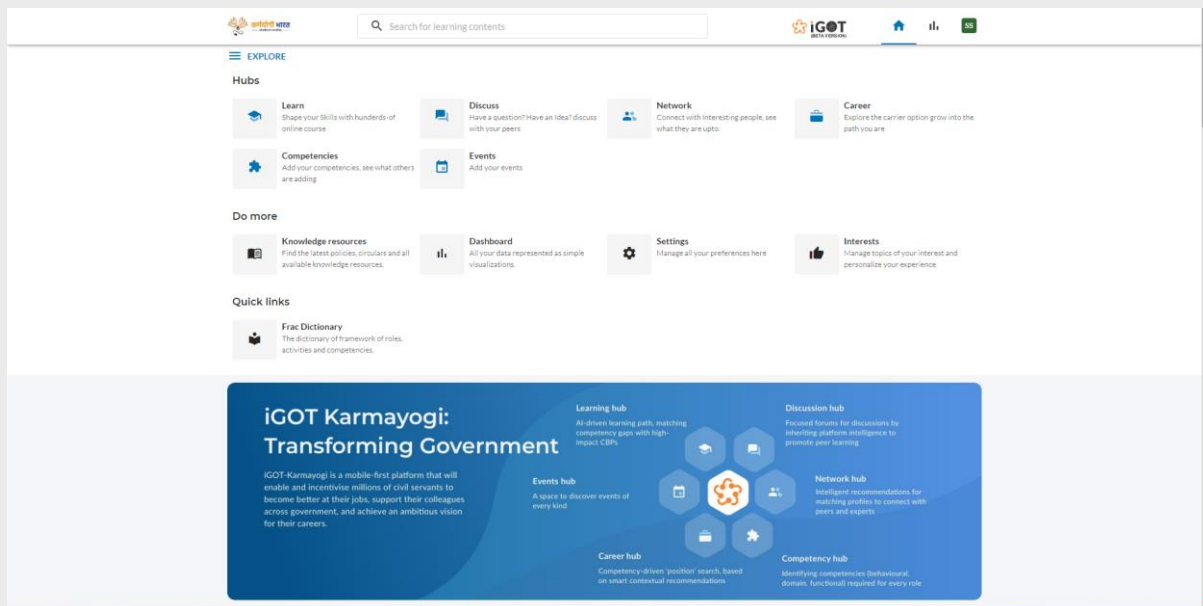 कर्मयोगी भारत
Search for learning contents
iGOT
(BETA VERSION)
SS
EXPLORE
Hubs
Learn
Shape your Skills with hunderds-of
online course
Discuss
Have a question? Have an Idea? discuss
with your peers
Network
Connect with Interesting people, see
what they are upto.
Career
Explore the carrier option grow into the
path you are
Competencies
Add your competencies, see what others
are adding
Events
Add your events
Do more
Knowledge resources
Find the latest policies, circulars and all
available knowledge resources.
Dashboard
All your data represented as simple
visualizations
Settings
Manage all your preferences here
Interests
Manage topics of your interest and
personalize your experience
Quick links
Frac Dictionary
The dictionary of framework of roles,
activities and competencies.
iGOT Karmayogi:
Transforming Government
iGOT-Karmayogi is a mobile-first platform that will
enable and incentivise millions of civil servants to
become better at their jobs, support their colleagues
across government, and achieve an ambitious vision
for their careers.
Learning hub
AI-driven learning path, matching
competency gaps with high-
impact CBPs
Discussion hub
Focused forums for discussions by
inheriting platform intelligence to
promote peer learning
Events hub
A space to discover events of
every kind
Network hub
Intelligent recommendations for
matching profiles to connect with
peers and experts
Career hub
Competency-driven 'position' search, based
on smart contextual recommendations
Competency hub
Identifying competencies (behavioural,
domain, functional) required for every role